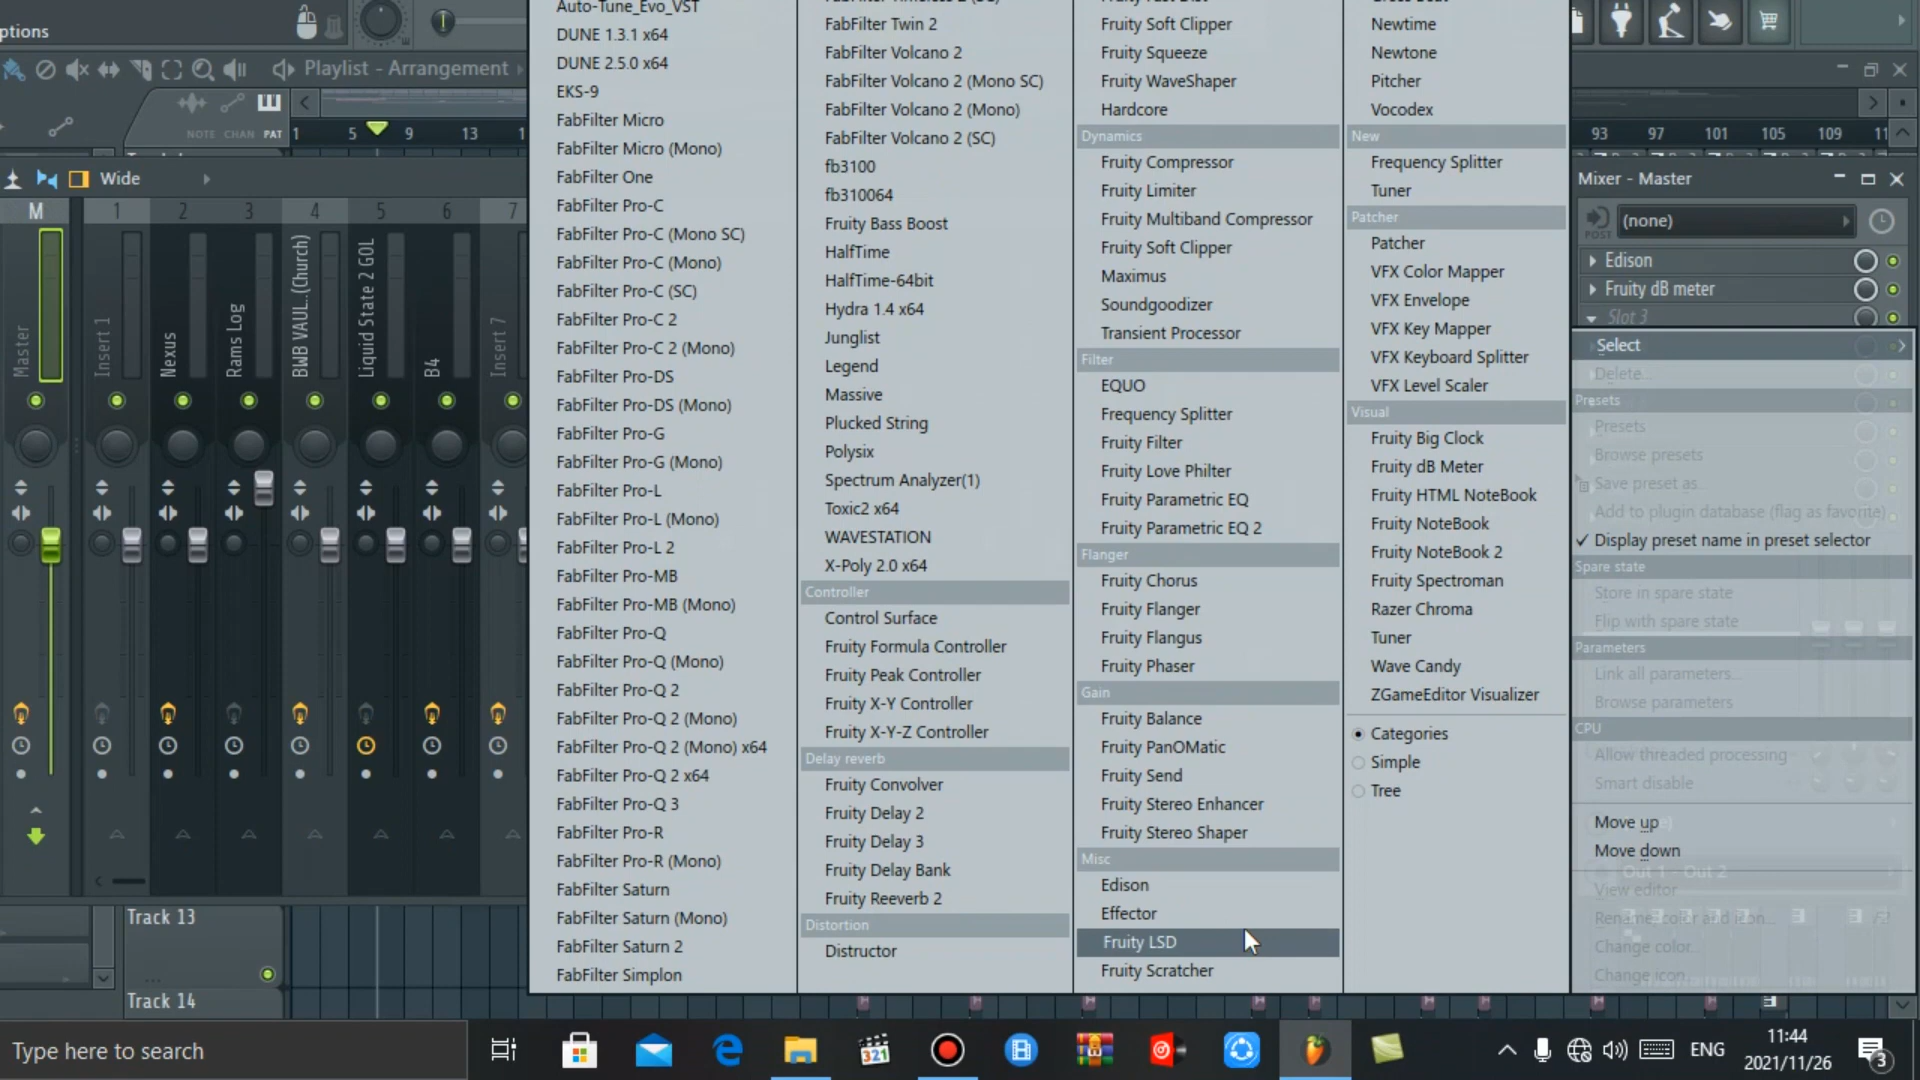 ptions
Playlist - Arrangement
NOTE CHAN PAT
1 5 9 13
93 97 101 105 109
Wide
M 1 2 3 4 5 6 7
Master
Insert 1
Nexus
Rams Log
BWB VAUL..(Church)
Liquid State 2 GOL
B4
Insert 7
Track 13
Track 14
Auto-Tune_Evo_VST
DUNE 1.3.1 x64
DUNE 2.5.0 x64
EKS-9
FabFilter Micro
FabFilter Micro (Mono)
FabFilter One
FabFilter Pro-C
FabFilter Pro-C (Mono SC)
FabFilter Pro-C (Mono)
FabFilter Pro-C (SC)
FabFilter Pro-C 2
FabFilter Pro-C 2 (Mono)
FabFilter Pro-DS
FabFilter Pro-DS (Mono)
FabFilter Pro-G
FabFilter Pro-G (Mono)
FabFilter Pro-L
FabFilter Pro-L (Mono)
FabFilter Pro-L 2
FabFilter Pro-MB
FabFilter Pro-MB (Mono)
FabFilter Pro-Q
FabFilter Pro-Q (Mono)
FabFilter Pro-Q 2
FabFilter Pro-Q 2 (Mono)
FabFilter Pro-Q 2 (Mono) x64
FabFilter Pro-Q 2 x64
FabFilter Pro-Q 3
FabFilter Pro-R
FabFilter Pro-R (Mono)
FabFilter Saturn
FabFilter Saturn (Mono)
FabFilter Saturn 2
FabFilter Simplon
FabFilter Twin 2
FabFilter Volcano 2
FabFilter Volcano 2 (Mono SC)
FabFilter Volcano 2 (Mono)
FabFilter Volcano 2 (SC)
fb3100
fb310064
Fruity Bass Boost
HalfTime
HalfTime-64bit
Hydra 1.4 x64
Junglist
Legend
Massive
Plucked String
Polysix
Spectrum Analyzer(1)
Toxic2 x64
WAVESTATION
X-Poly 2.0 x64
Controller
Control Surface
Fruity Formula Controller
Fruity Peak Controller
Fruity X-Y Controller
Fruity X-Y-Z Controller
Delay reverb
Fruity Convolver
Fruity Delay 2
Fruity Delay 3
Fruity Delay Bank
Fruity Reeverb 2
Distortion
Distructor
Fruity Soft Clipper
Fruity Squeeze
Fruity WaveShaper
Hardcore
Dynamics
Fruity Compressor
Fruity Limiter
Fruity Multiband Compressor
Fruity Soft Clipper
Maximus
Soundgoodizer
Transient Processor
Filter
EQUO
Frequency Splitter
Fruity Filter
Fruity Love Philter
Fruity Parametric EQ
Fruity Parametric EQ 2
Flanger
Fruity Chorus
Fruity Flanger
Fruity Flangus
Fruity Phaser
Gain
Fruity Balance
Fruity PanOMatic
Fruity Send
Fruity Stereo Enhancer
Fruity Stereo Shaper
Misc
Edison
Effector
Fruity LSD
Fruity Scratcher
Newtime
Newtone
Pitcher
Vocodex
New
Frequency Splitter
Tuner
Patcher
Patcher
VFX Color Mapper
VFX Envelope
VFX Key Mapper
VFX Keyboard Splitter
VFX Level Scaler
Visual
Fruity Big Clock
Fruity dB Meter
Fruity HTML NoteBook
Fruity NoteBook
Fruity NoteBook 2
Fruity Spectroman
Razer Chroma
Tuner
Wave Candy
ZGameEditor Visualizer
Categories
Simple
Tree
Mixer - Master
POST
(none)
Edison
Fruity dB meter
Slot 3
Select
Delete...
Presets
Presets
Browse presets
Save preset as...
Add to plugin database (flag as favorite)
Display preset name in preset selector
Spare state
Store in spare state
Flip with spare state
Parameters
Link all parameters...
Browse parameters
CPU
Allow threaded processing
Smart disable
Move up
Move down
Out 1 - Out 2
View editor
Rename, color and icon...
Change color...
Change icon...
Type here to search
321
ENG
11:44
2021/11/26
3